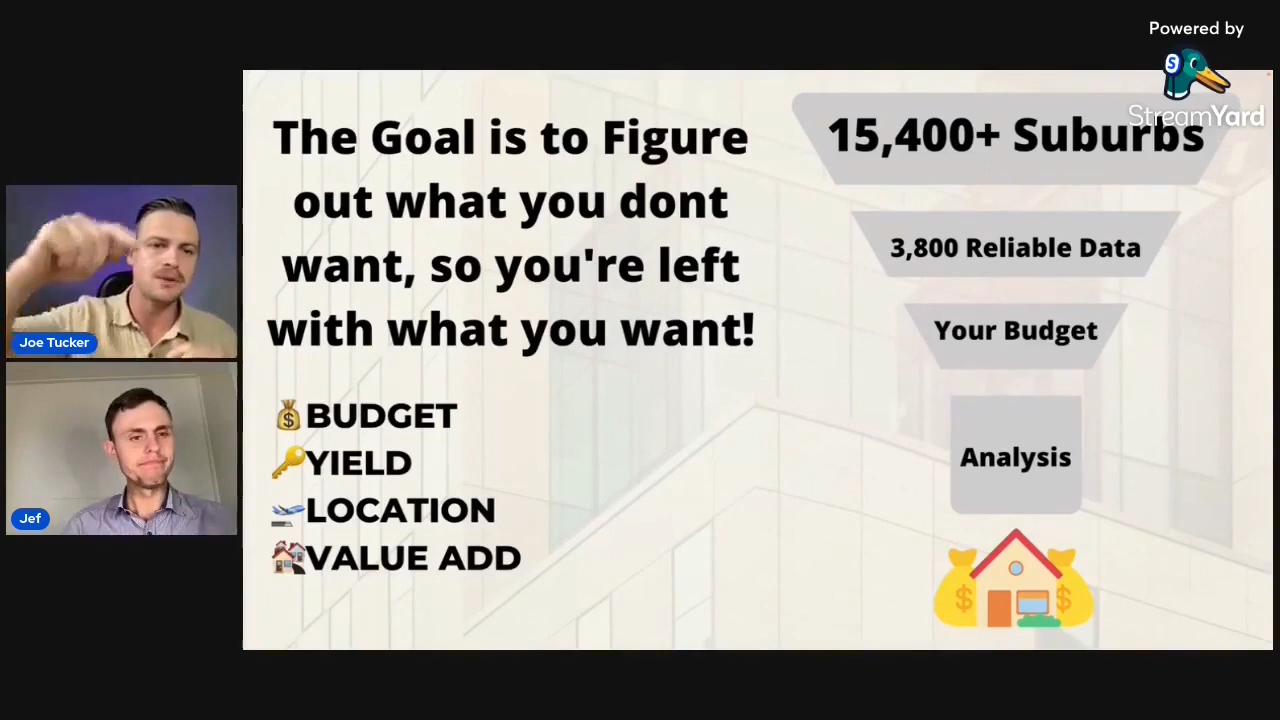 Powered by
StreamYard
The Goal is to Figure
out what you dont
want, so you're left
with what you want!
💰BUDGET
🔑YIELD
🛫LOCATION
🏘️VALUE ADD
15,400+ Suburbs
3,800 Reliable Data
Your Budget
Analysis
$ $
Joe Tucker
Jef